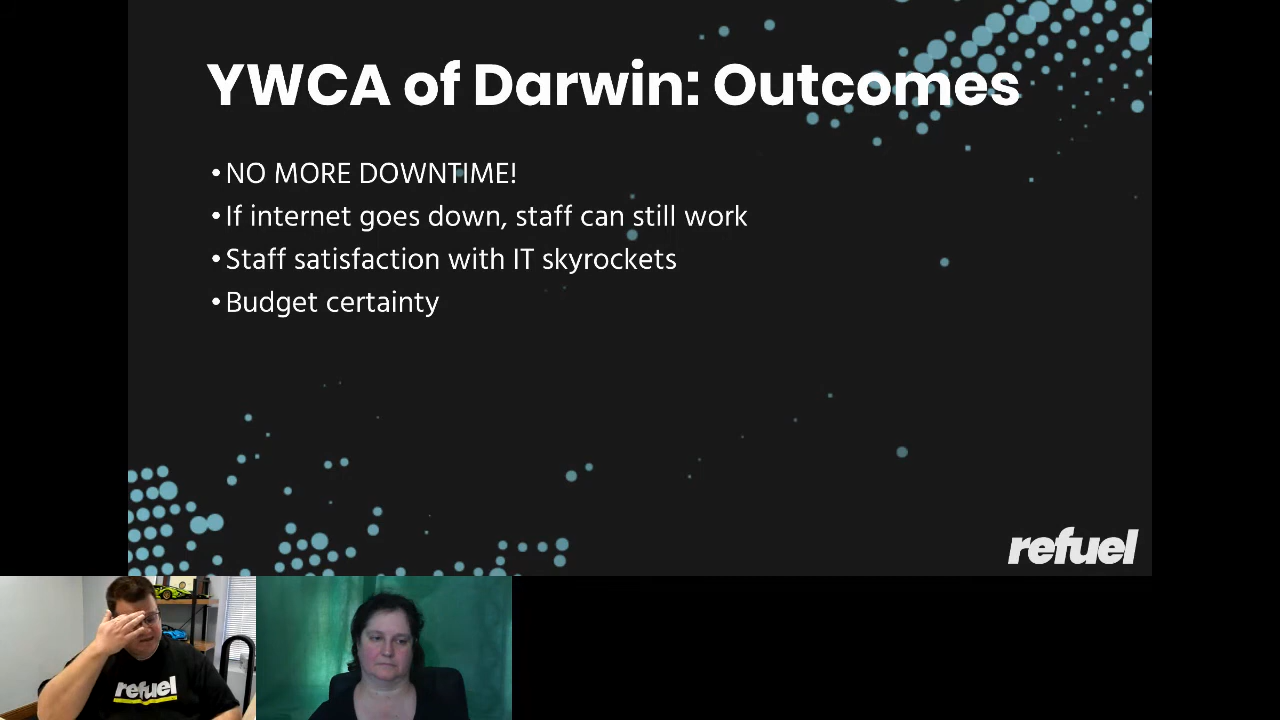 YWCA of Darwin: Outcomes
• NO MORE DOWNTIME!
• If internet goes down, staff can still work
• Staff satisfaction with IT skyrockets
• Budget certainty
refuel
refuel